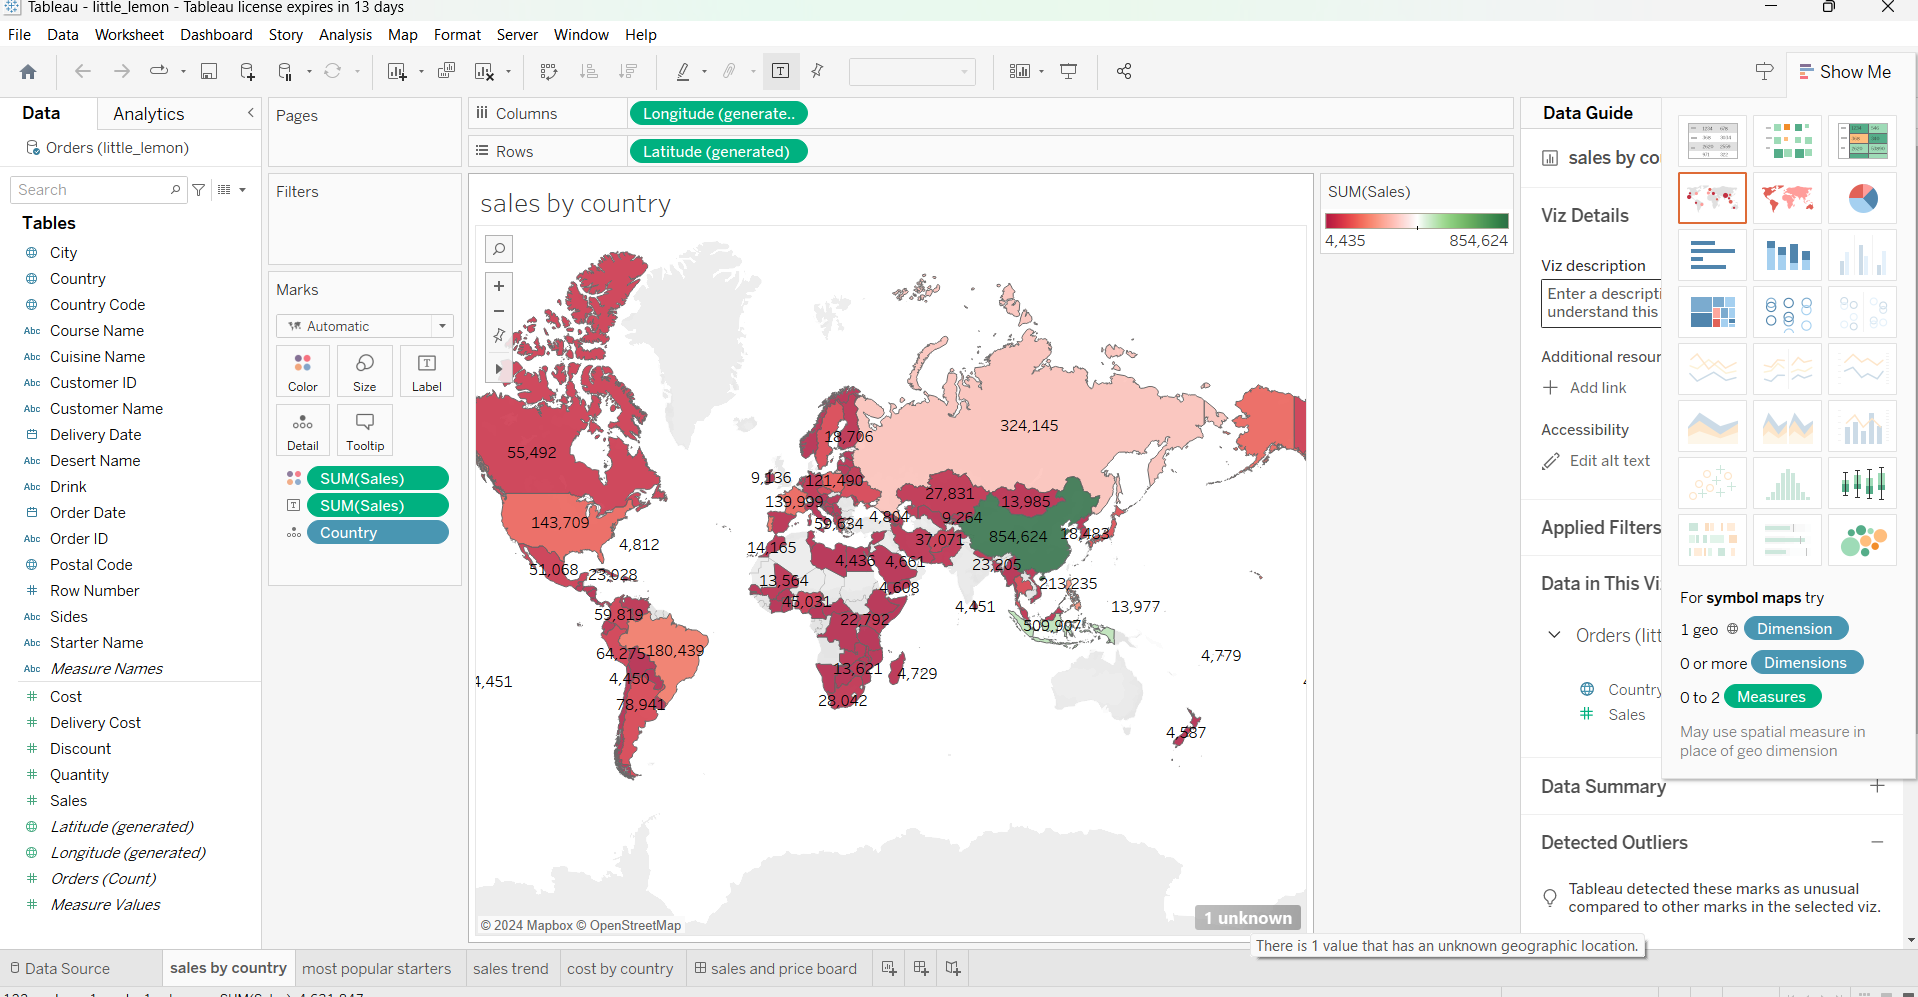 Tableau - little_lemon - Tableau license expires in 13 days
File Data Worksheet Dashboard Story Analysis Map Format Server Window Help
Show Me
Data Analytics
Orders (little_lemon)
Search
Tables
City
Country
Country Code
Course Name
Cuisine Name
Customer ID
Customer Name
Delivery Date
Desert Name
Drink
Order Date
Order ID
Postal Code
Row Number
Sides
Starter Name
Measure Names
Cost
Delivery Cost
Discount
Quantity
Sales
Latitude (generated)
Longitude (generated)
Orders (Count)
Measure Values
Pages
Filters
Marks
Automatic
Color Size Label
Detail Tooltip
SUM(Sales)
SUM(Sales)
Country
Columns Longitude (generate..
Rows Latitude (generated)
sales by country
324,145
18,706
55,492
9,136 121,490
27,831 13,985
139,999
143,709 59,634 4,804 9,264
854,624 18,483
37,071
4,812
14,165
4,436 4,661 23,205
51,068 23,028
13,564 4,608 213,235
45,031 4,451 13,977
59,819 22,792 509,907
64,275 180,439
4,779
13,621 4,729
4,450
4,451
78,941 28,042
4,587
© 2024 Mapbox © OpenStreetMap
1 unknown
There is 1 value that has an unknown geographic location.
SUM(Sales)
4,435 854,624
Data Guide
sales by co
Viz Details
Viz description
Enter a descripti
understand this
Additional resour
Add link
Accessibility
Edit alt text
Applied Filters
Data in This Vi
Orders (litt
Country
Sales
Data Summary
Detected Outliers
Tableau detected these marks as unusual
compared to other marks in the selected viz.
For symbol maps try
1 geo Dimension
0 or more Dimensions
0 to 2 Measures
May use spatial measure in
place of geo dimension
Data Source sales by country most popular starters sales trend cost by country sales and price board